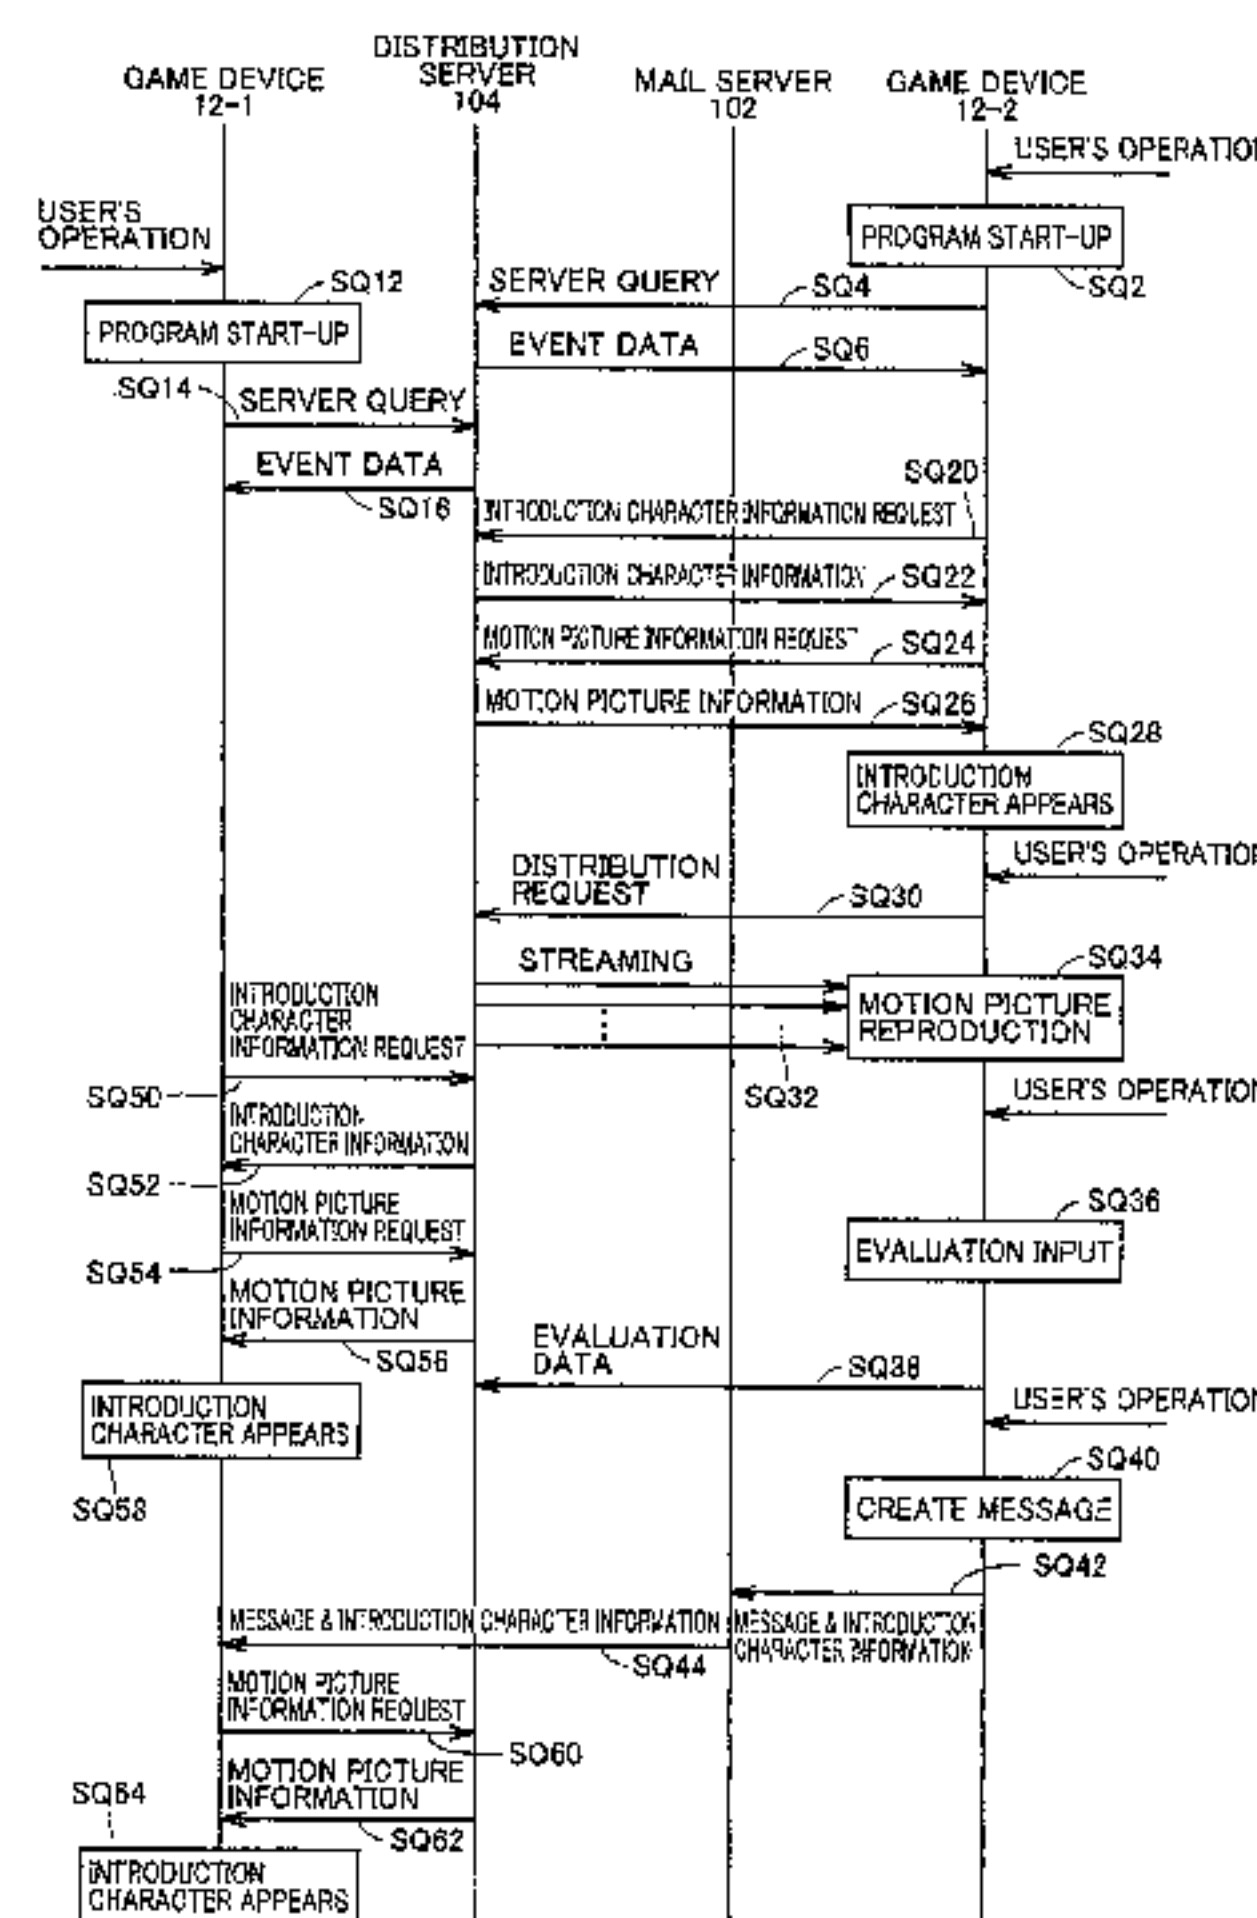 DISTRIBUTION
SERVER
104
GAME DEVICE
12-1
MAIL SERVER
102
GAME DEVICE
12-2
USER'S OPERATION
USER'S
OPERATION
PROGRAM START-UP
SQ2
SQ12
PROGRAM START-UP
SERVER QUERY
SQ4
EVENT DATA
SQ6
SQ14
SERVER QUERY
EVENT DATA
SQ16
SQ20
INTRODUCTION CHARACTER INFORMATION REQUEST
INTRODUCTION CHARACTER INFORMATION
SQ22
MOTION PICTURE INFORMATION REQUEST
SQ24
MOTION PICTURE INFORMATION
SQ26
SQ28
INTRODUCTION
CHARACTER APPEARS
USER'S OPERATION
DISTRIBUTION
REQUEST
SQ30
STREAMING
SQ34
MOTION PICTURE
REPRODUCTION
SQ32
INTRODUCTION
CHARACTER
INFORMATION REQUEST
SQ50
USER'S OPERATION
INTRODUCTION
CHARACTER INFORMATION
SQ52
MOTION PICTURE
INFORMATION REQUEST
SQ54
SQ36
EVALUATION INPUT
MOTION PICTURE
INFORMATION
SQ56
EVALUATION
DATA
SQ38
USER'S OPERATION
INTRODUCTION
CHARACTER APPEARS
SQ58
SQ40
CREATE MESSAGE
SQ42
MESSAGE & INTRODUCTION CHARACTER INFORMATION
MESSAGE & INTRODUCTION
CHARACTER INFORMATION
SQ44
MOTION PICTURE
INFORMATION REQUEST
SQ60
MOTION PICTURE
INFORMATION
SQ62
SQ64
INTRODUCTION
CHARACTER APPEARS